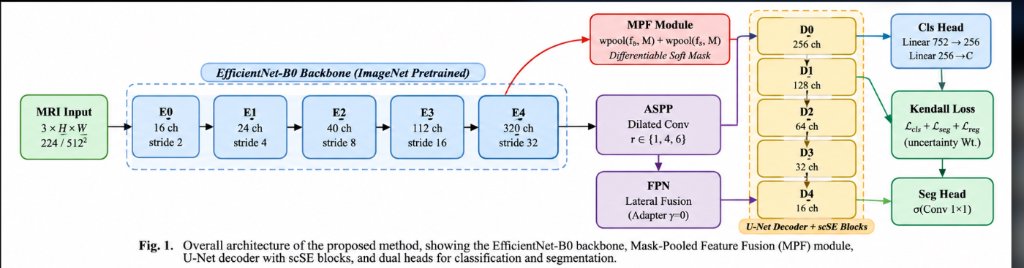 MPF Module
wpool(f₈, M) + wpool(f₈, M)
Differentiable Soft Mask
D0
256 ch
Cls Head
Linear 752 → 256
Linear 256 →C
EfficientNet-B0 Backbone (ImageNet Pretrained)
MRI Input
3 × H × W
224 / 512²
E0
16 ch
stride 2
E1
24 ch
stride 4
E2
40 ch
stride 8
E3
112 ch
stride 16
E4
320 ch
stride 32
ASPP
Dilated Conv
r ∈ {1, 4, 6}
D1
128 ch
D2
64 ch
D3
32 ch
D4
16 ch
Kendall Loss
ℒcls + ℒseg + ℒreg
(uncertainty Wt.)
FPN
Lateral Fusion
(Adapter γ=0)
Seg Head
σ(Conv 1×1)
U-Net Decoder + scSE Blocks
Fig. 1. Overall architecture of the proposed method, showing the EfficientNet-B0 backbone, Mask-Pooled Feature Fusion (MPF) module,
U-Net decoder with scSE blocks, and dual heads for classification and segmentation.